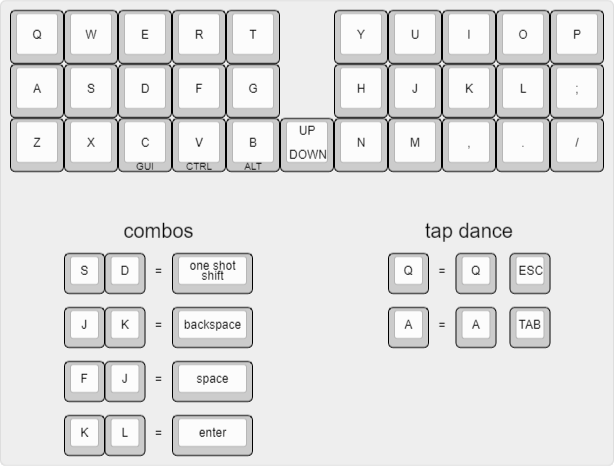 Q W E R T Y U I O P
A S D F G H J K L ;
Z X C V B UP N M , . /
DOWN
GUI CTRL ALT
combos tap dance
S D = one shot Q = Q ESC
shift
J K = backspace A = A TAB
F J = space
K L = enter